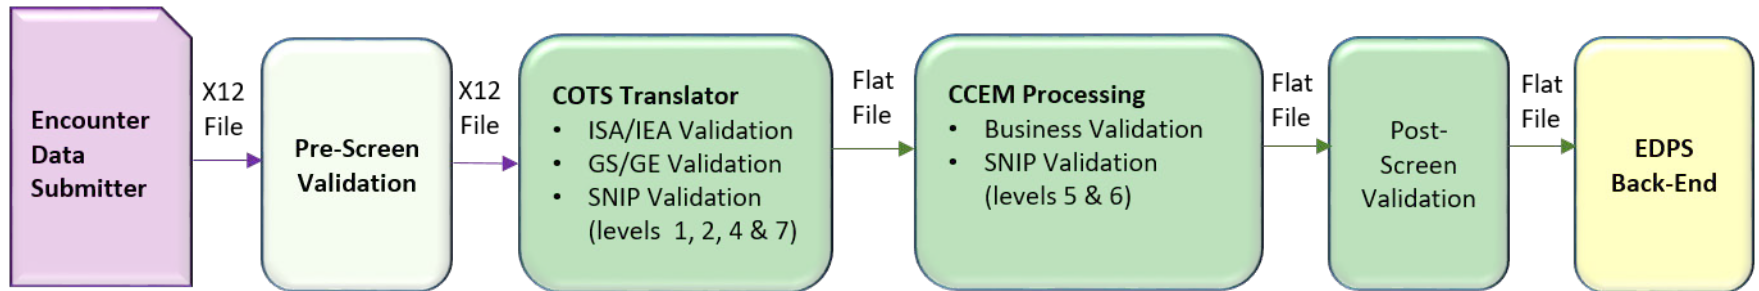 Encounter
Data
Submitter
X12
File
Pre-Screen
Validation
X12
File
COTS Translator
• ISA/IEA Validation
• GS/GE Validation
• SNIP Validation
(levels 1, 2, 4 & 7)
Flat
File
CCEM Processing
• Business Validation
• SNIP Validation
(levels 5 & 6)
Flat
File
Post-
Screen
Validation
Flat
File
EDPS
Back-End